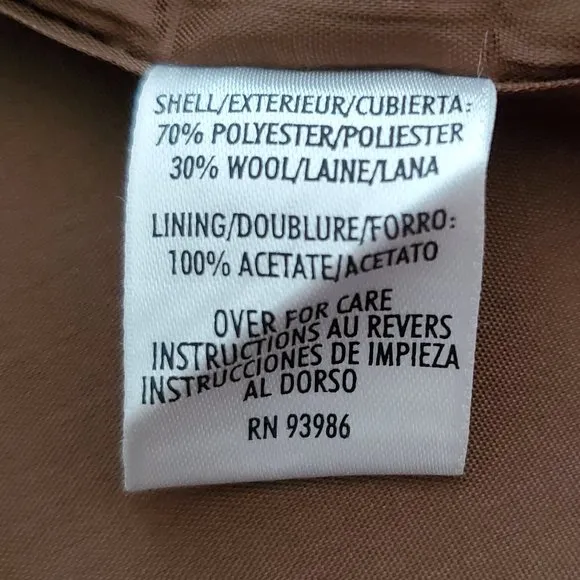 SHELL/EXTERIEUR/CUBIERTA:
70% POLYESTER/POLIESTER
30% WOOL/LAINE/LANA
LINING/DOUBLURE/FORRO:
100% ACETATE/ACETATO
OVER FOR CARE
INSTRUCTIONS AU REVERS
INSTRUCCIONES DE IMPIEZA
AL DORSO
RN 93986